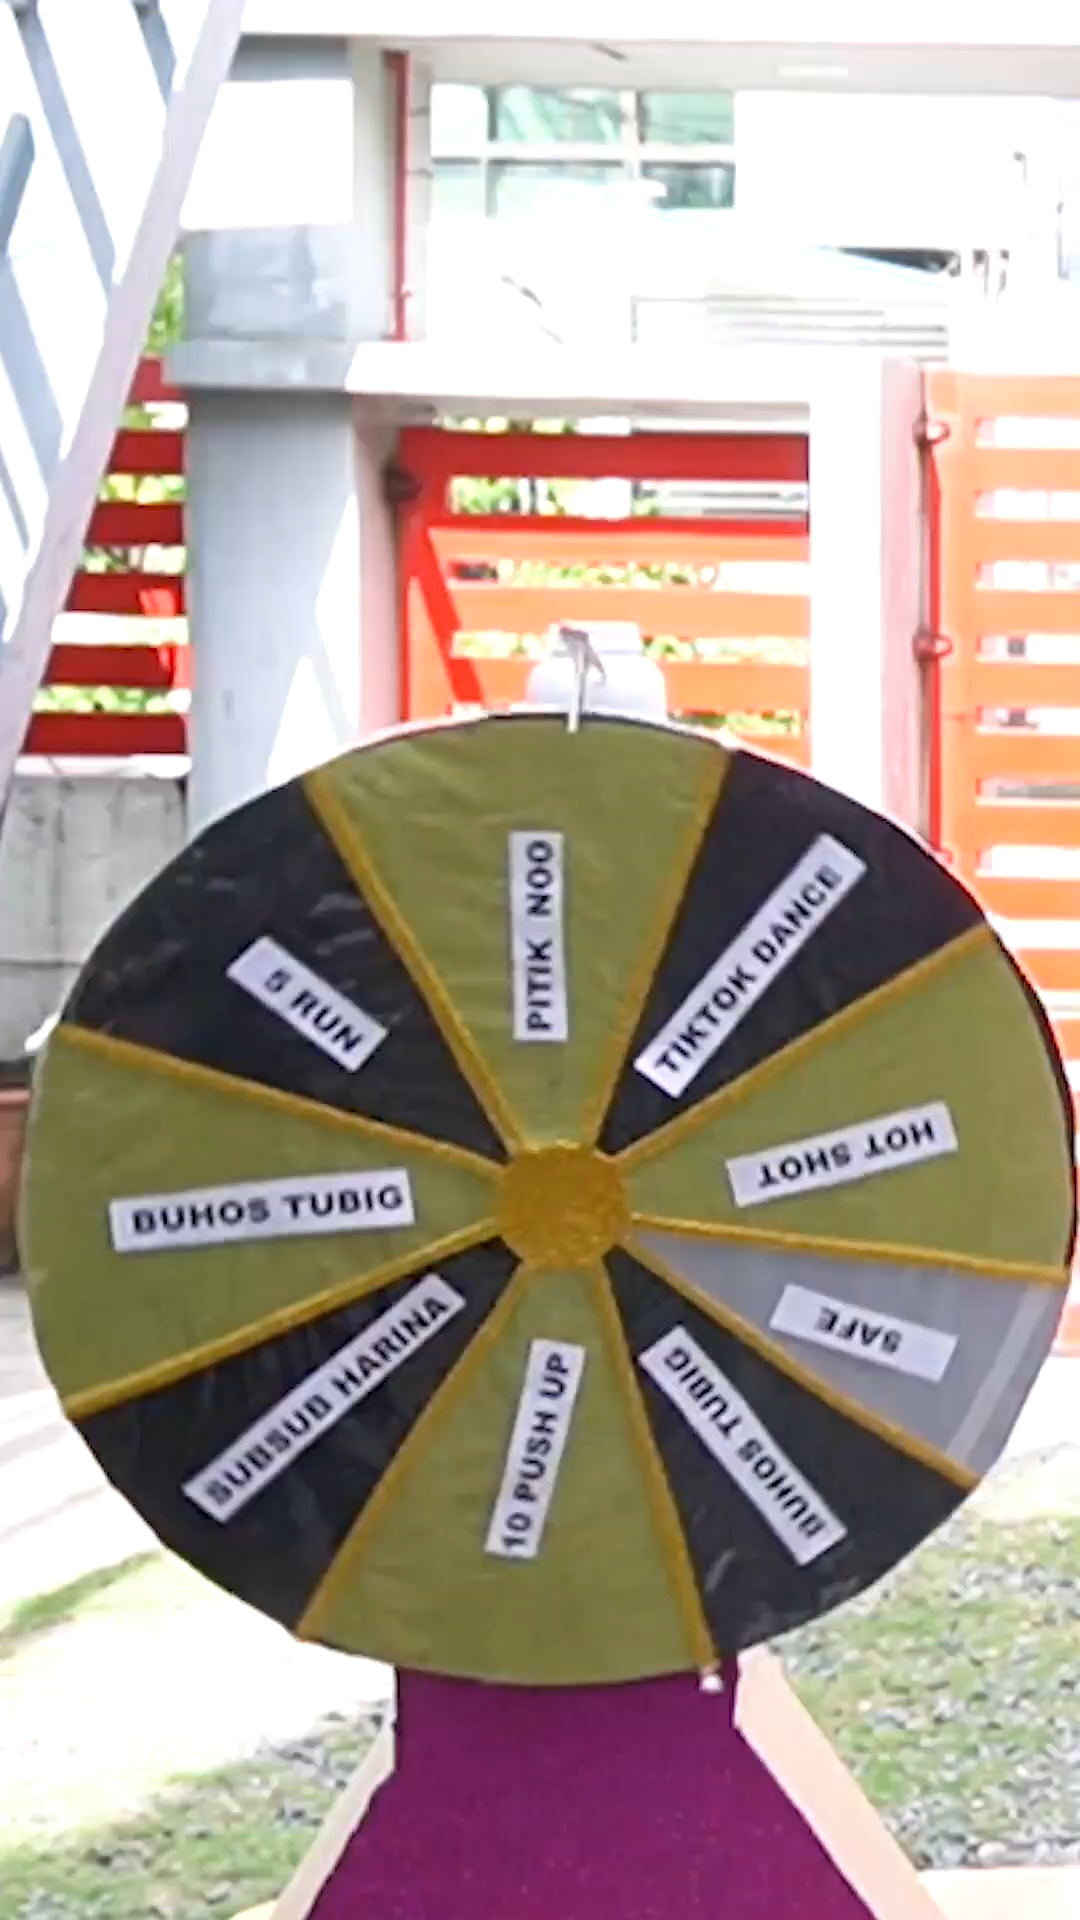 PITIK NOO
TIKTOK DANCE
HOT SHOT
SAFE
BUHOS TUBIG
10 PUSH UP
SUBSUB HARINA
BUHOS TUBIG
5 RUN